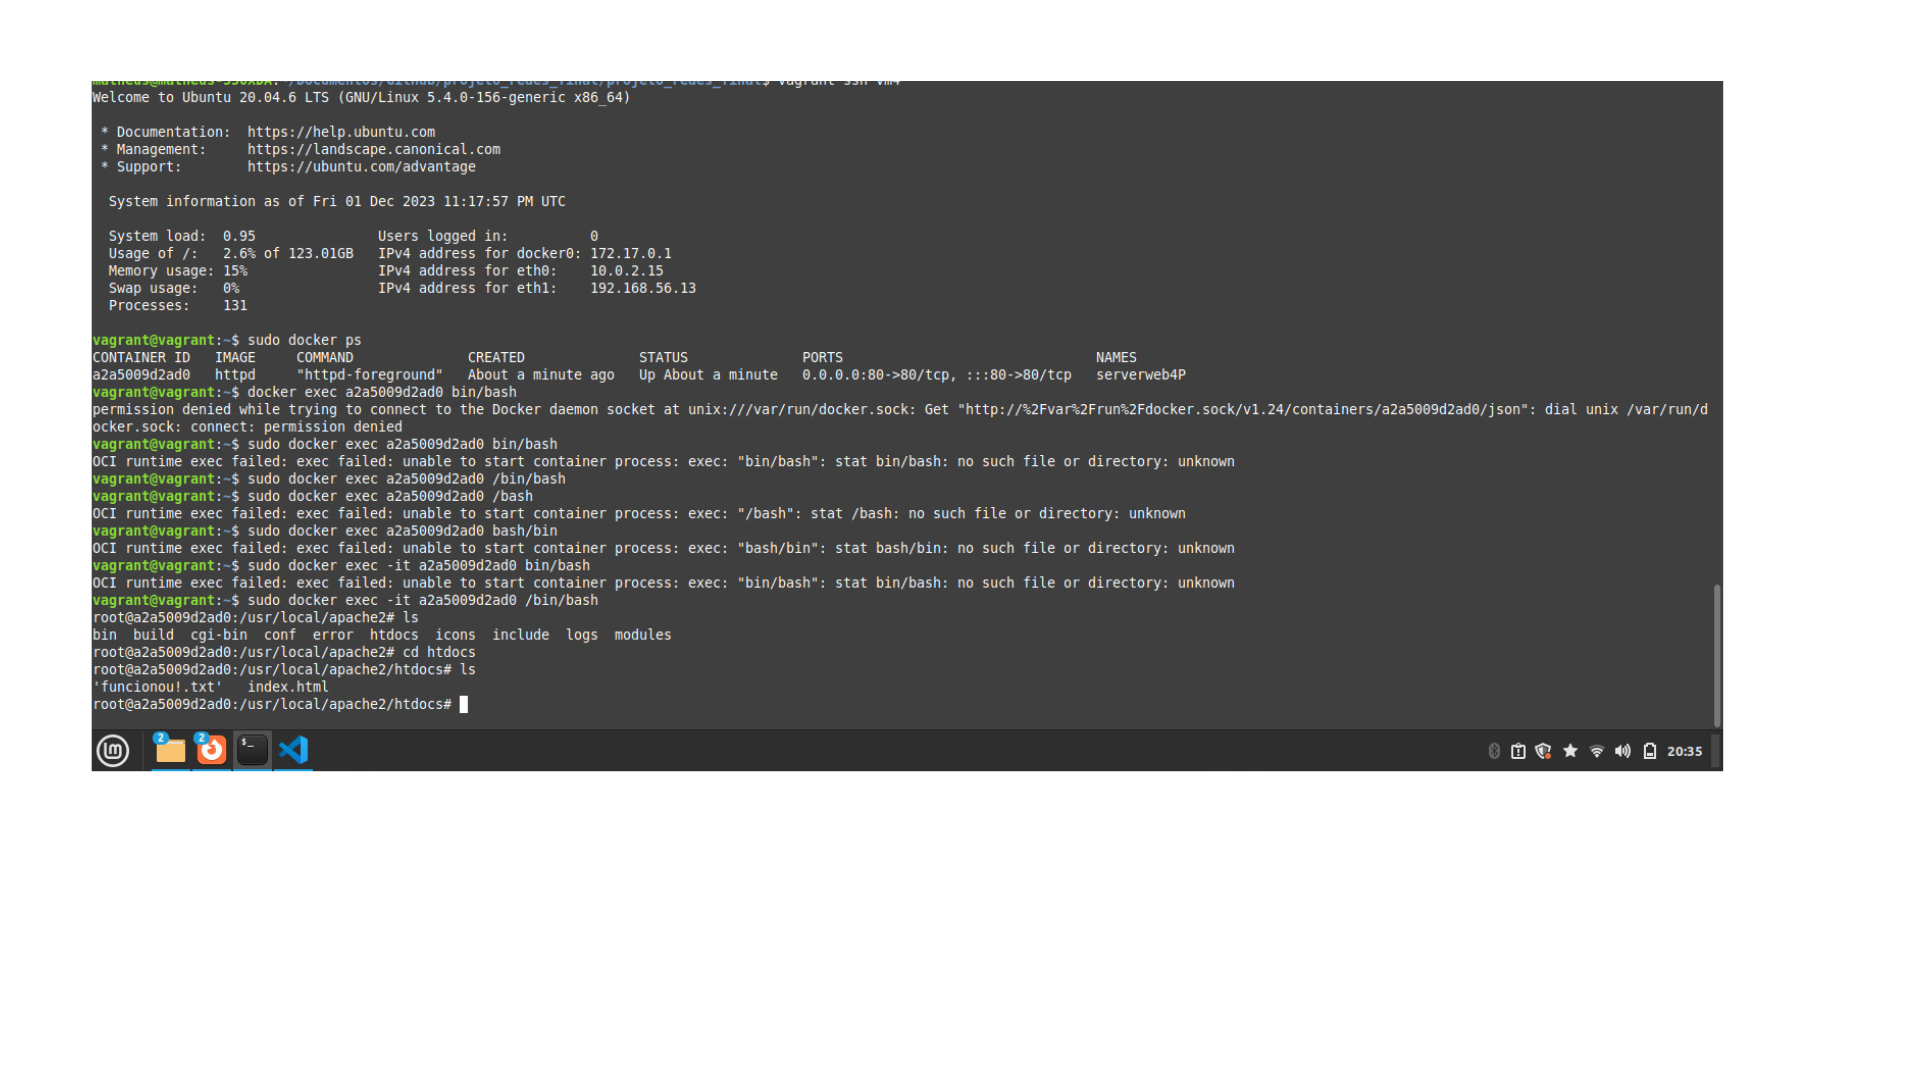 matheus@matheus-550XDA:~/Documentos/Github/projeto_redes_final/projeto_redes_final$ vagrant ssh vm4
Welcome to Ubuntu 20.04.6 LTS (GNU/Linux 5.4.0-156-generic x86_64)
* Documentation:  https://help.ubuntu.com
* Management:     https://landscape.canonical.com
* Support:        https://ubuntu.com/advantage
System information as of Fri 01 Dec 2023 11:17:57 PM UTC
System load:  0.95               Users logged in:          0
Usage of /:   2.6% of 123.01GB   IPv4 address for docker0: 172.17.0.1
Memory usage: 15%                IPv4 address for eth0:    10.0.2.15
Swap usage:   0%                 IPv4 address for eth1:    192.168.56.13
Processes:    131
vagrant@vagrant:~$ sudo docker ps
CONTAINER ID   IMAGE     COMMAND              CREATED              STATUS              PORTS                               NAMES
a2a5009d2ad0   httpd     "httpd-foreground"   About a minute ago   Up About a minute   0.0.0.0:80->80/tcp, :::80->80/tcp   serverweb4P
vagrant@vagrant:~$ docker exec a2a5009d2ad0 bin/bash
permission denied while trying to connect to the Docker daemon socket at unix:///var/run/docker.sock: Get "http://%2Fvar%2Frun%2Fdocker.sock/v1.24/containers/a2a5009d2ad0/json": dial unix /var/run/d
ocker.sock: connect: permission denied
vagrant@vagrant:~$ sudo docker exec a2a5009d2ad0 bin/bash
OCI runtime exec failed: exec failed: unable to start container process: exec: "bin/bash": stat bin/bash: no such file or directory: unknown
vagrant@vagrant:~$ sudo docker exec a2a5009d2ad0 /bin/bash
vagrant@vagrant:~$ sudo docker exec a2a5009d2ad0 /bash
OCI runtime exec failed: exec failed: unable to start container process: exec: "/bash": stat /bash: no such file or directory: unknown
vagrant@vagrant:~$ sudo docker exec a2a5009d2ad0 bash/bin
OCI runtime exec failed: exec failed: unable to start container process: exec: "bash/bin": stat bash/bin: no such file or directory: unknown
vagrant@vagrant:~$ sudo docker exec -it a2a5009d2ad0 bin/bash
OCI runtime exec failed: exec failed: unable to start container process: exec: "bin/bash": stat bin/bash: no such file or directory: unknown
vagrant@vagrant:~$ sudo docker exec -it a2a5009d2ad0 /bin/bash
root@a2a5009d2ad0:/usr/local/apache2# ls
bin  build  cgi-bin  conf  error  htdocs  icons  include  logs  modules
root@a2a5009d2ad0:/usr/local/apache2# cd htdocs
root@a2a5009d2ad0:/usr/local/apache2/htdocs# ls
'funcionou!.txt'   index.html
root@a2a5009d2ad0:/usr/local/apache2/htdocs#
2 2 $_ 20:35